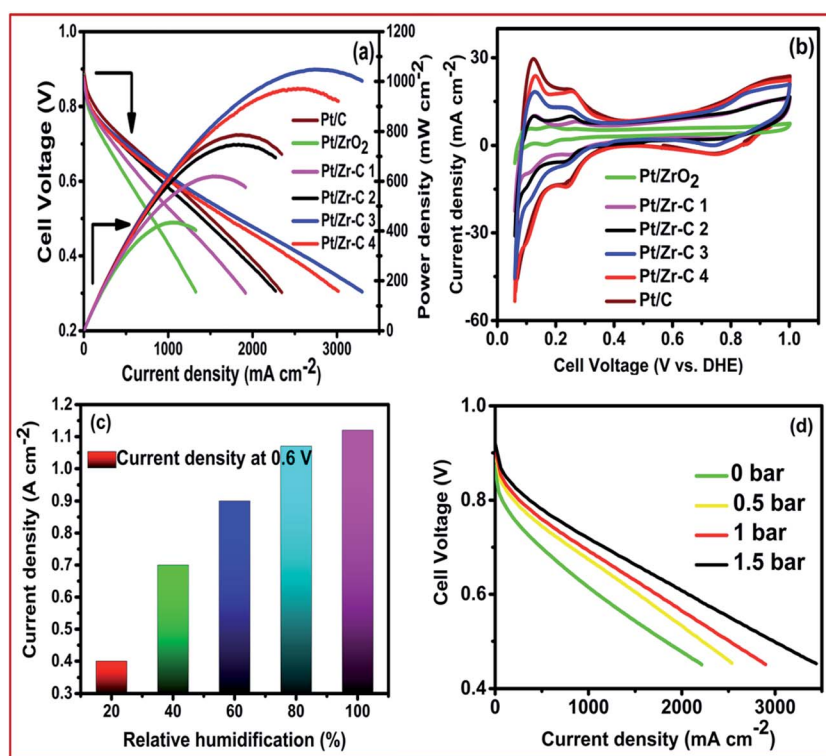 (a)
Cell Voltage (V)
1.0
0.9
0.8
0.7
0.6
0.5
0.4
0.3
0.2
1200
1000
800
600
400
200
0
Power density (mW cm⁻²)
Pt/C
Pt/ZrO₂
Pt/Zr-C 1
Pt/Zr-C 2
Pt/Zr-C 3
Pt/Zr-C 4
0 1000 2000 3000
Current density (mA cm⁻²)
(b)
Current density (mA cm⁻²)
30
0
-30
-60
Pt/ZrO₂
Pt/Zr-C 1
Pt/Zr-C 2
Pt/Zr-C 3
Pt/Zr-C 4
Pt/C
0.0 0.2 0.4 0.6 0.8 1.0
Cell Voltage (V vs. DHE)
(c)
Current density (A cm⁻²)
1.2
1.1
1.0
0.9
0.8
0.7
0.6
0.5
0.4
0.3
Current density at 0.6 V
20 40 60 80 100
Relative humidification (%)
(d)
Cell Voltage (V)
1.0
0.8
0.6
0.4
0 bar
0.5 bar
1 bar
1.5 bar
0 1000 2000 3000
Current density (mA cm⁻²)